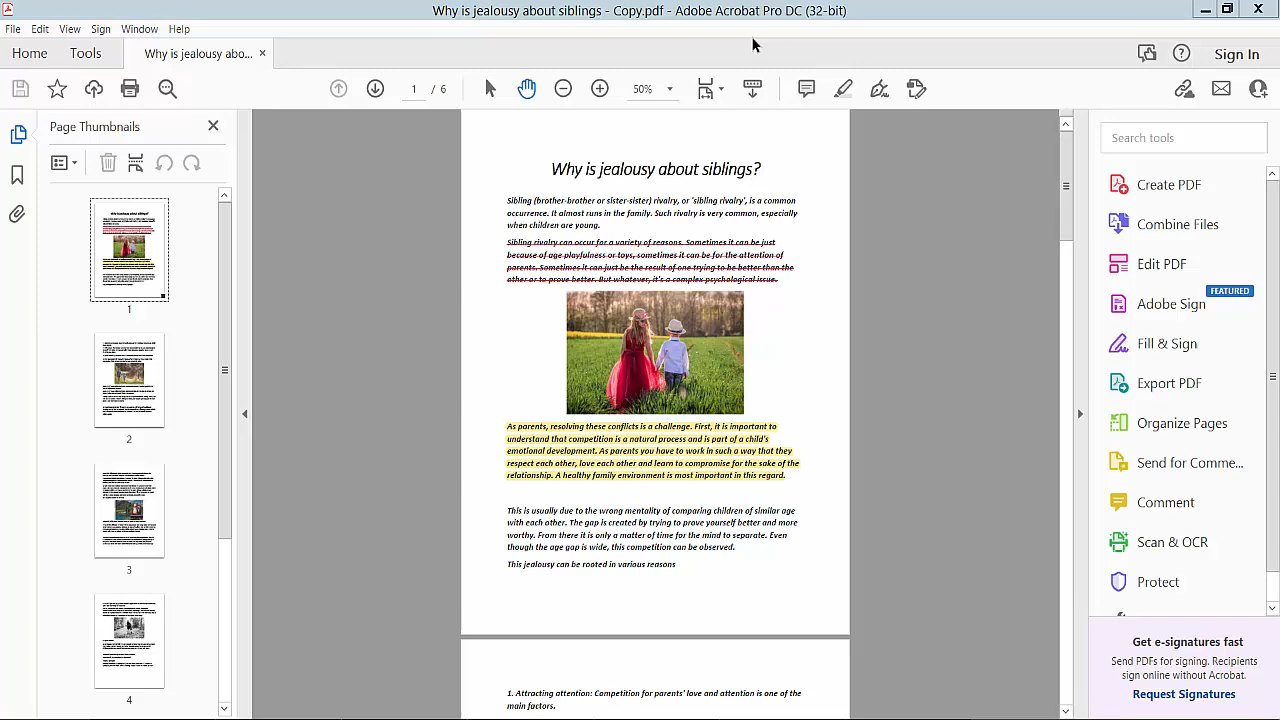 Why is jealousy about siblings - Copy.pdf - Adobe Acrobat Pro DC (32-bit)
File Edit View Sign Window Help
Home Tools Why is jealousy abo... × Sign In
1 / 6 50%
Page Thumbnails
1
2
3
4
Why is jealousy about siblings?
Sibling (brother-brother or sister-sister) rivalry, or 'sibling rivalry', is a common
occurrence. It almost runs in the family. Such rivalry is very common, especially
when children are young.
Sibling rivalry can occur for a variety of reasons. Sometimes it can be just
because of age playfulness or toys, sometimes it can be for the attention of
parents. Sometimes it can just be the result of one trying to be better than the
other or to prove better. But whatever, it's a complex psychological issue.
As parents, resolving these conflicts is a challenge. First, it is important to
understand that competition is a natural process and is part of a child's
emotional development. As parents you have to work in such a way that they
respect each other, love each other and learn to compromise for the sake of the
relationship. A healthy family environment is most important in this regard.
This is usually due to the wrong mentality of comparing children of similar age
with each other. The gap is created by trying to prove yourself better and more
worthy. From there it is only a matter of time for the mind to separate. Even
though the age gap is wide, this competition can be observed.
This jealousy can be rooted in various reasons
1. Attracting attention: Competition for parents' love and attention is one of the
main factors.
Search tools
Create PDF
Combine Files
Edit PDF
FEATURED
Adobe Sign
Fill & Sign
Export PDF
Organize Pages
Send for Comme...
Comment
Scan & OCR
Protect
Get e-signatures fast
Send PDFs for signing. Recipients
sign online without Acrobat.
Request Signatures